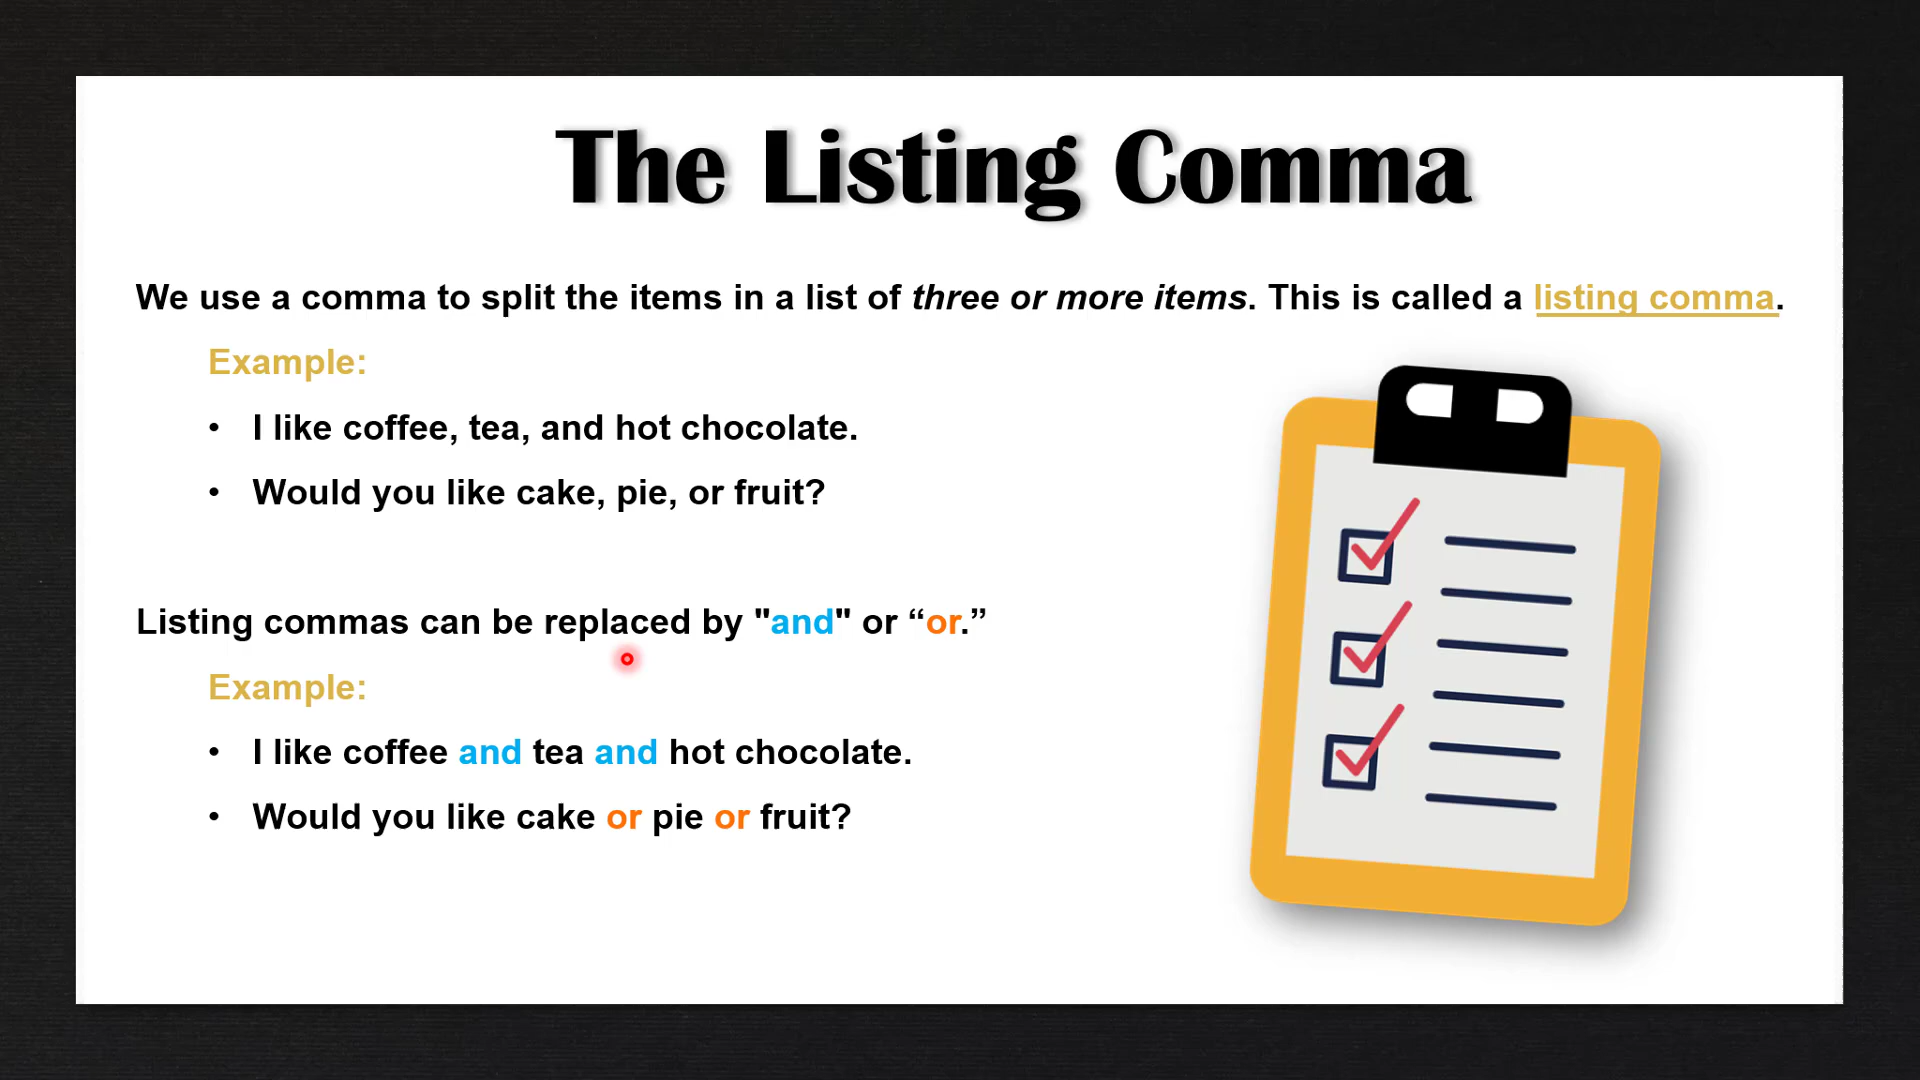 The Listing Comma
We use a comma to split the items in a list of three or more items. This is called a listing comma.
Example:
• I like coffee, tea, and hot chocolate.
• Would you like cake, pie, or fruit?
Listing commas can be replaced by "and" or “or.”
Example:
• I like coffee and tea and hot chocolate.
• Would you like cake or pie or fruit?